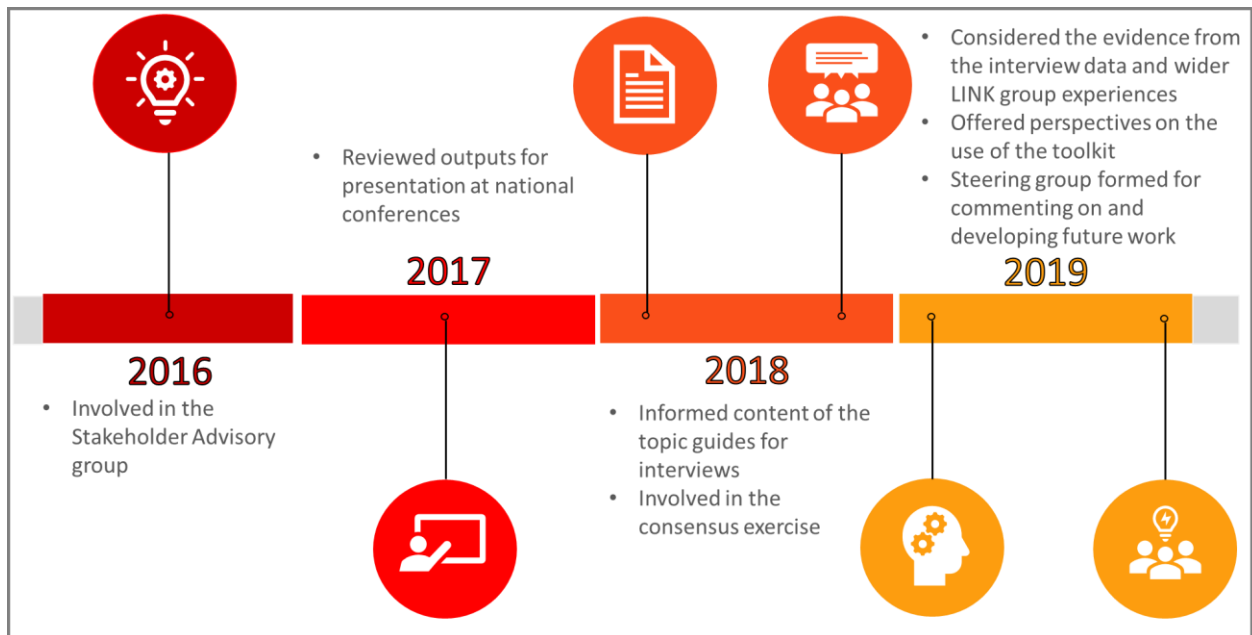 2016
• Involved in the
Stakeholder Advisory
group
• Reviewed outputs for
presentation at national
conferences
2017
2018
• Informed content of the
topic guides for
interviews
• Involved in the
consensus exercise
• Considered the evidence from
the interview data and wider
LINK group experiences
• Offered perspectives on the
use of the toolkit
• Steering group formed for
commenting on and
developing future work
2019